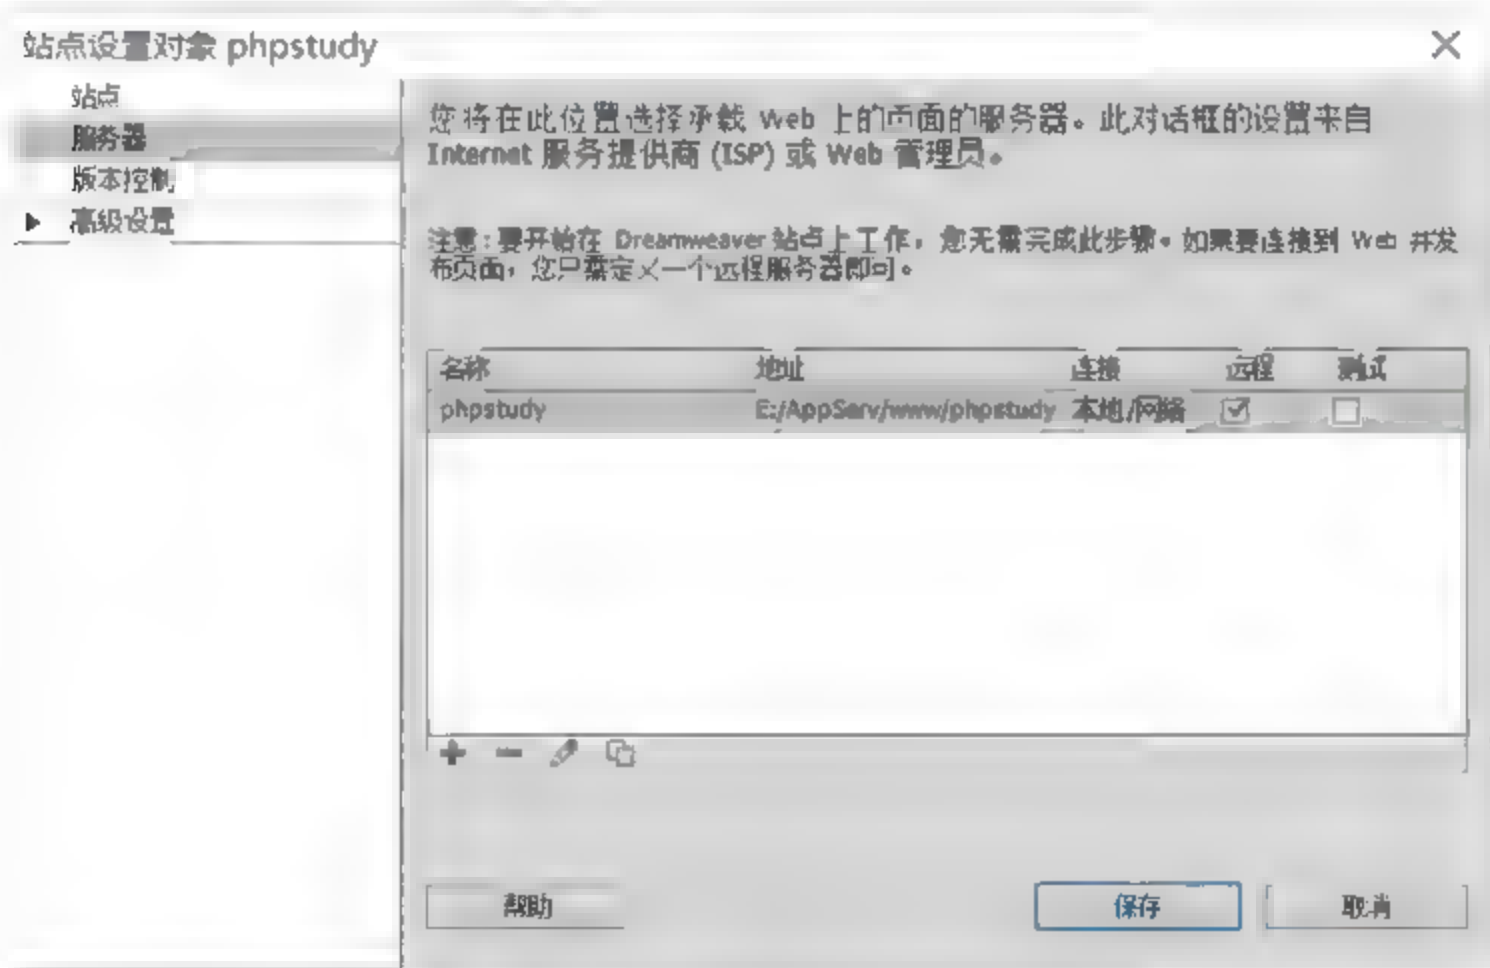 站点设置对象 phpstudy
站点
服务器
版本控制
高级设置
您将在此位置选择承载 Web 上的页面的服务器。此对话框的设置来自
Internet 服务提供商 (ISP) 或 Web 管理员。
注意：要开始在 Dreamweaver 站点上工作，您无需完成此步骤。如果要连接到 Web 并发
布页面，您只需定义一个远程服务器即可。
名称 地址 连接 远程 测试
phpstudy E:/AppServ/www/phpstudy 本地/网络
帮助 保存 取消